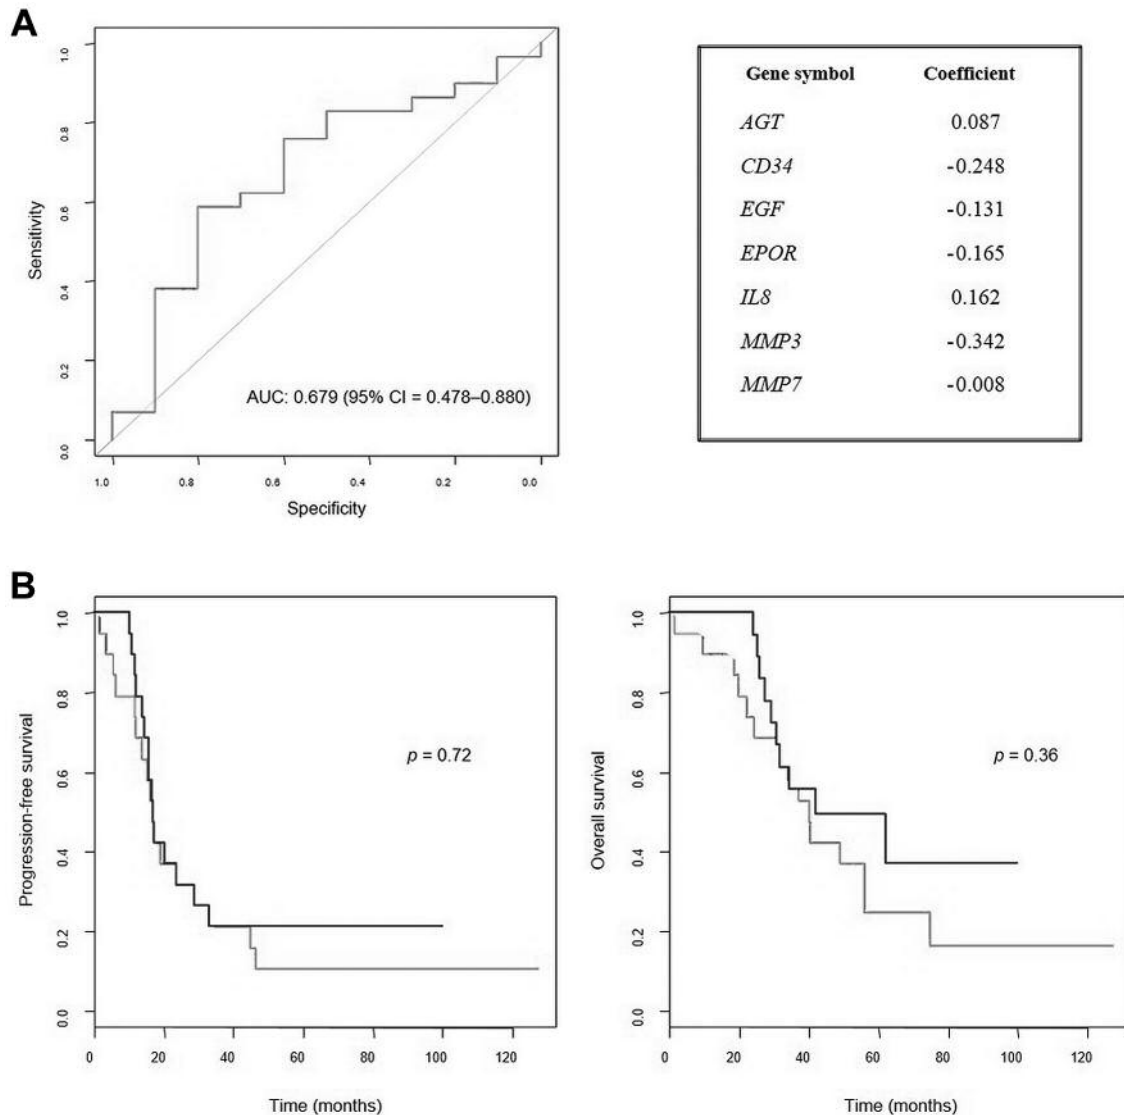 A
1.0
0.8
0.6
0.4
0.2
0.0
Sensitivity
AUC: 0.679 (95% CI = 0.478–0.880)
1.0 0.8 0.6 0.4 0.2 0.0
Specificity
Gene symbol Coefficient
AGT 0.087
CD34 -0.248
EGF -0.131
EPOR -0.165
IL8 0.162
MMP3 -0.342
MMP7 -0.008
B
1.0
0.8
0.6
0.4
0.2
0.0
Progression-free survival
p = 0.72
0 20 40 60 80 100 120
Time (months)
1.0
0.8
0.6
0.4
0.2
0.0
Overall survival
p = 0.36
0 20 40 60 80 100 120
Time (months)